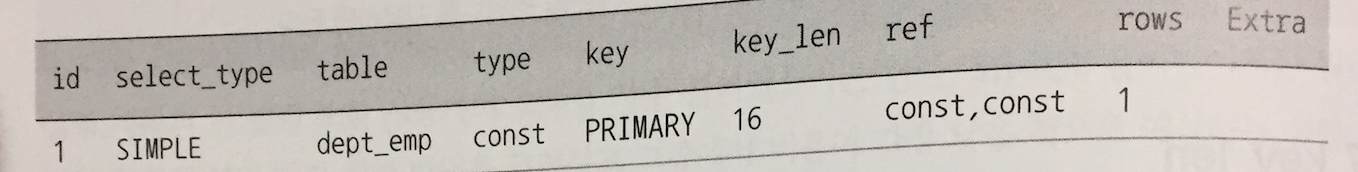 id select_type table type key key_len ref rows Extra
1 SIMPLE dept_emp const PRIMARY 16 const,const 1